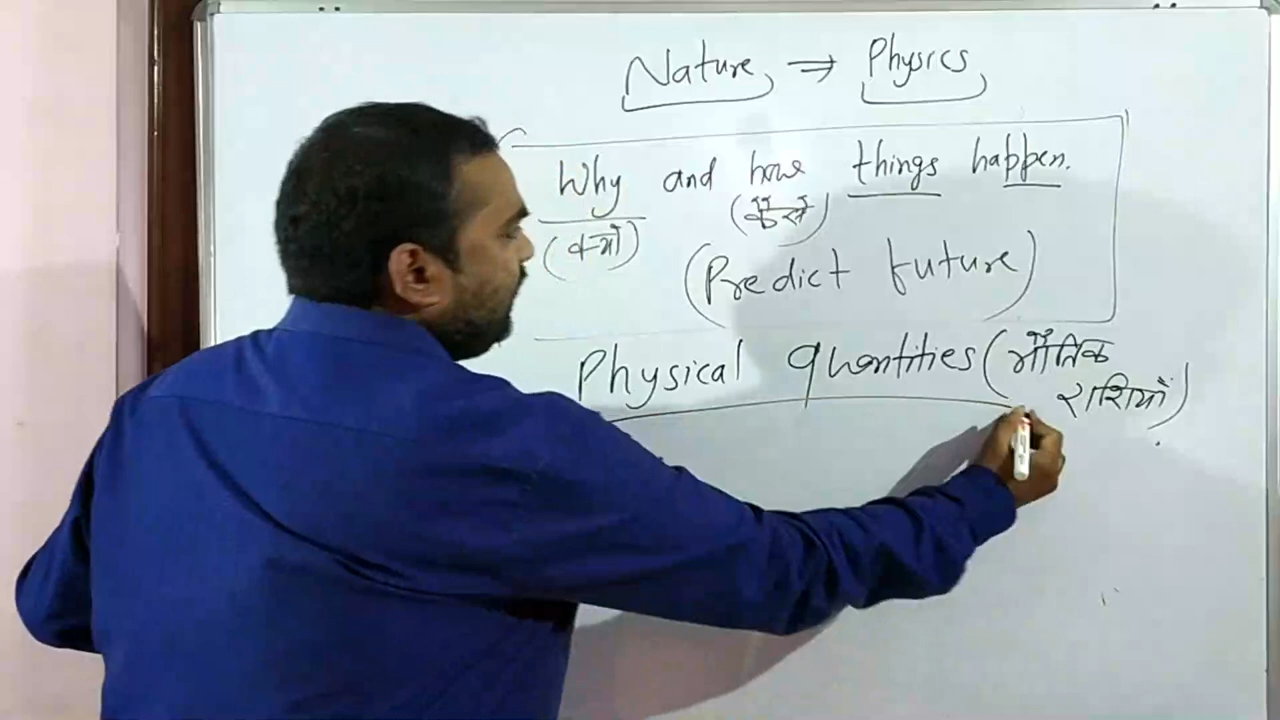 Nature ⇒ Physics
Why and how things happen.
(क्यों) (कैसे)
(Predict future)
Physical quantities (भौतिक
राशियाँ)